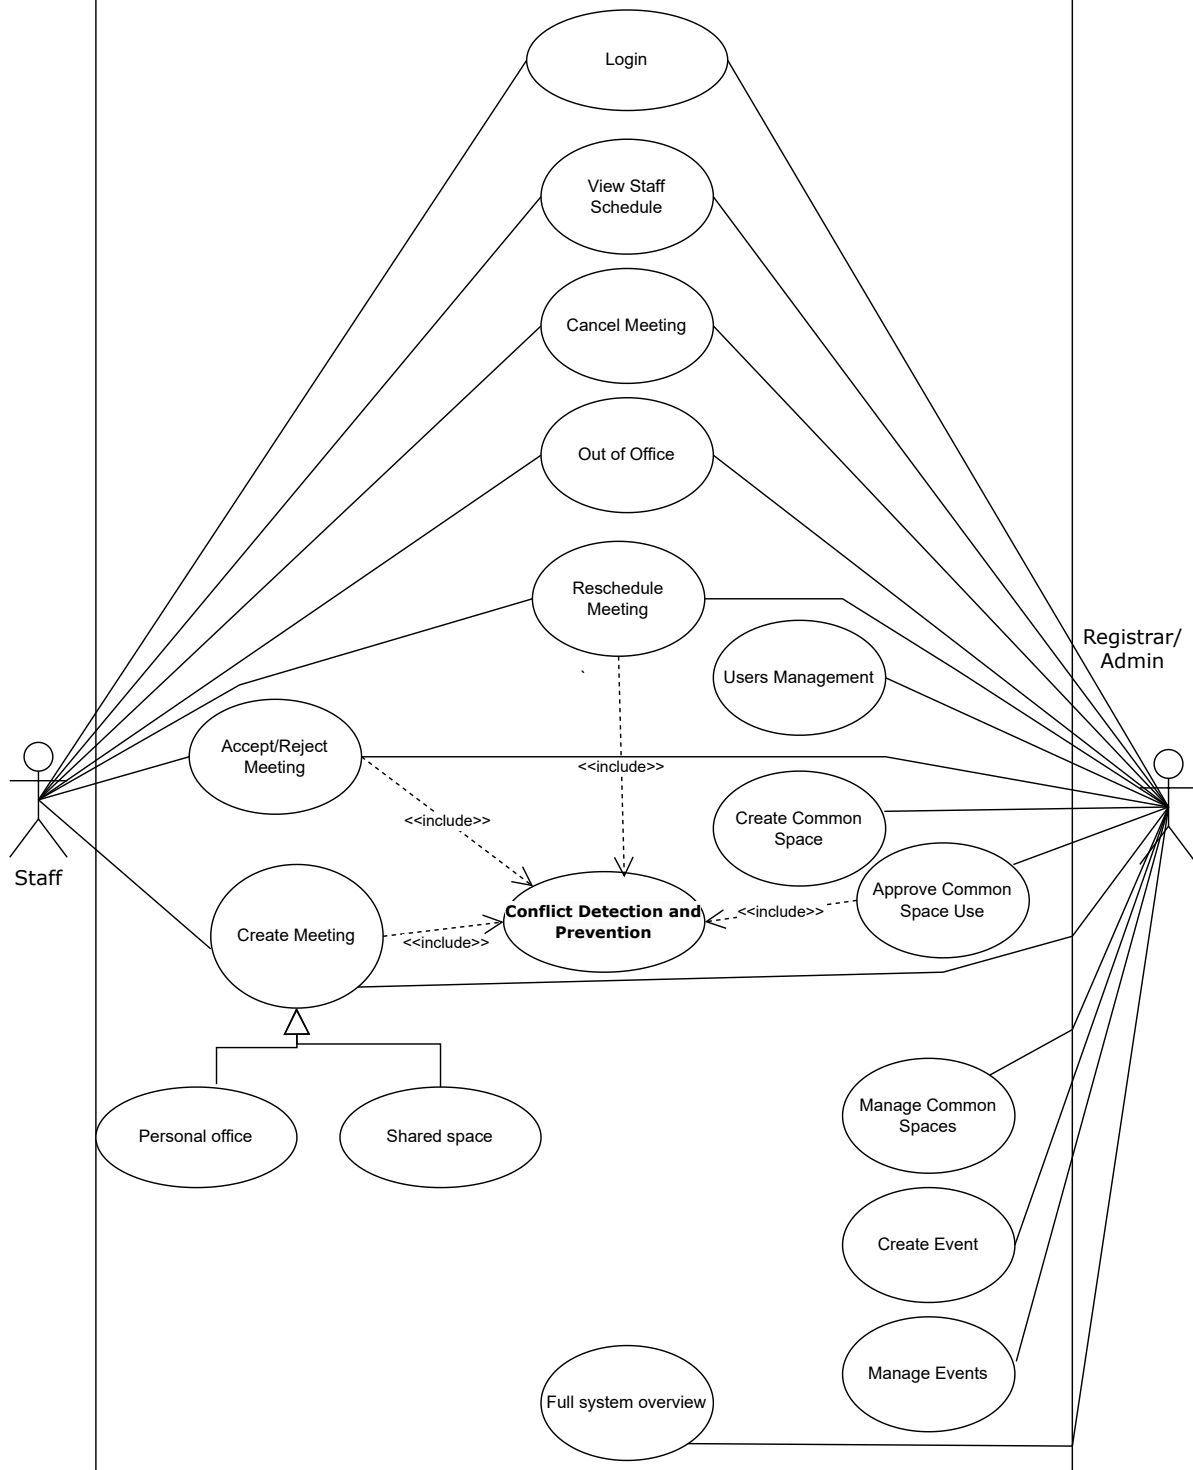 Login
View Staff
Schedule
Cancel Meeting
Out of Office
Reschedule
Meeting
Registrar/
Admin
Users Management
Accept/Reject
Meeting
<<include>>
<<include>>
Create Common
Space
Staff
Approve Common
Space Use
Conflict Detection and
Prevention
<<include>>
Create Meeting
<<include>>
Manage Common
Spaces
Personal office
Shared space
Create Event
Manage Events
Full system overview